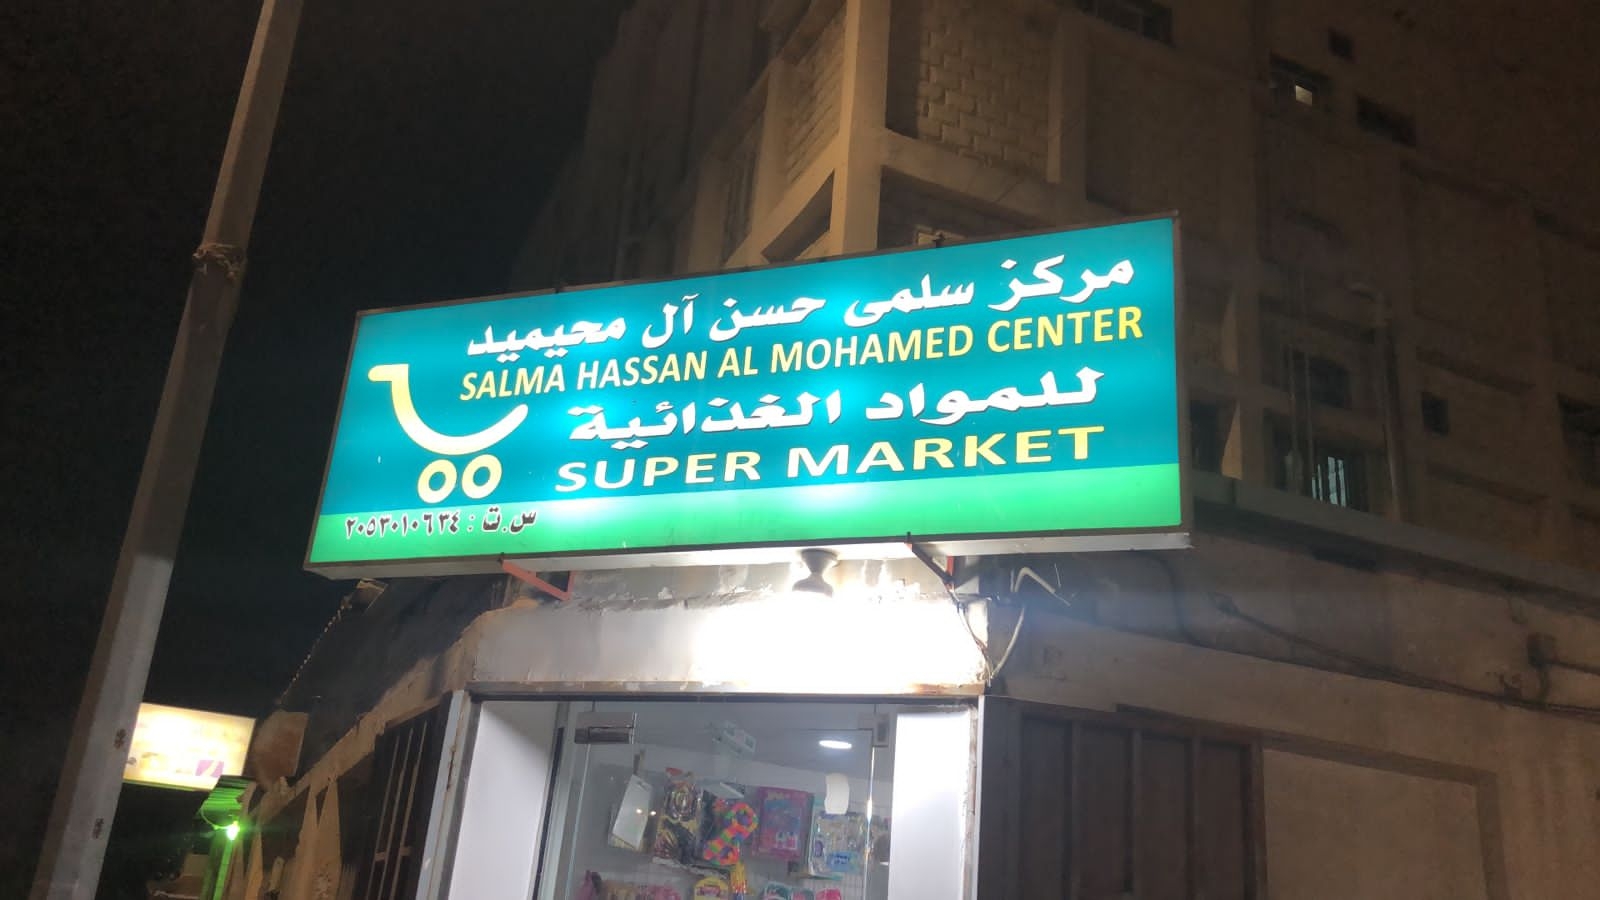 مركز سلمى حسن آل محيميد
SALMA HASSAN AL MOHAMED CENTER
للمواد الغذائية
SUPER MARKET
س.ت : ٢٠٥٣٠١٠٦٣٤